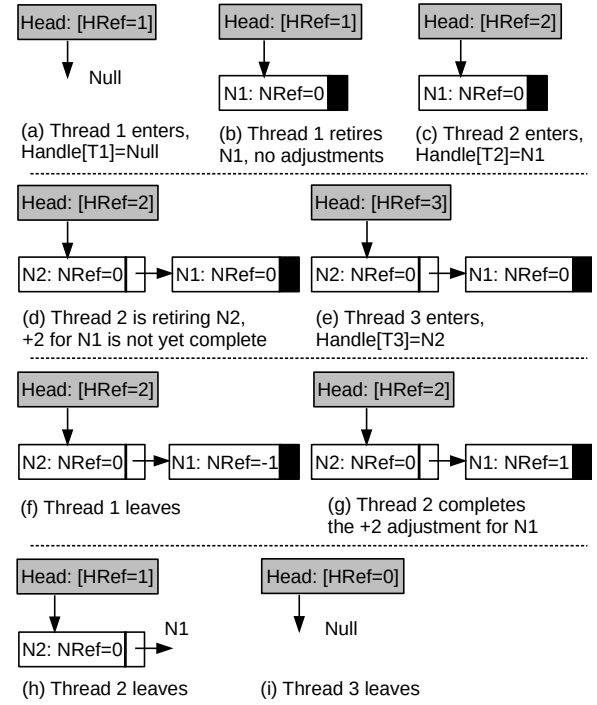 Head: [HRef=1]
Null
(a) Thread 1 enters,
Handle[T1]=Null
Head: [HRef=1]
N1: NRef=0
(b) Thread 1 retires
N1, no adjustments
Head: [HRef=2]
N1: NRef=0
(c) Thread 2 enters,
Handle[T2]=N1
Head: [HRef=2]
N2: NRef=0
N1: NRef=0
(d) Thread 2 is retiring N2,
+2 for N1 is not yet complete
Head: [HRef=3]
N2: NRef=0
N1: NRef=0
(e) Thread 3 enters,
Handle[T3]=N2
Head: [HRef=2]
N2: NRef=0
N1: NRef=-1
(f) Thread 1 leaves
Head: [HRef=2]
N2: NRef=0
N1: NRef=1
(g) Thread 2 completes
the +2 adjustment for N1
Head: [HRef=1]
N2: NRef=0
N1
(h) Thread 2 leaves
Head: [HRef=0]
Null
(i) Thread 3 leaves